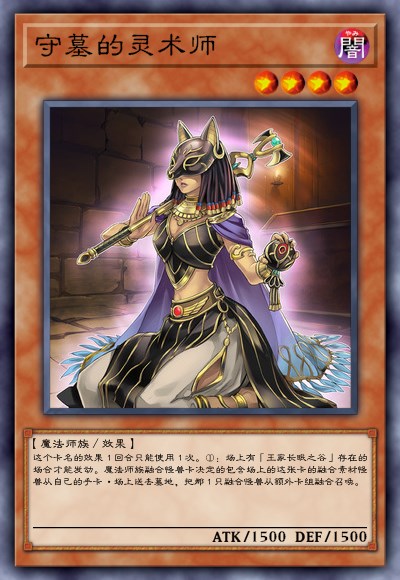 守墓的灵术师
やみ
闇
【魔法师族/效果】
这个卡名的效果1回合只能使用1次。①：场上有「王家长眠之谷」存在的
场合才能发动。魔法师族融合怪兽卡决定的包含场上的这张卡的融合素材怪
兽从自己的手卡·场上送去墓地，把那1只融合怪兽从额外卡组融合召唤。
ATK/1500 DEF/1500